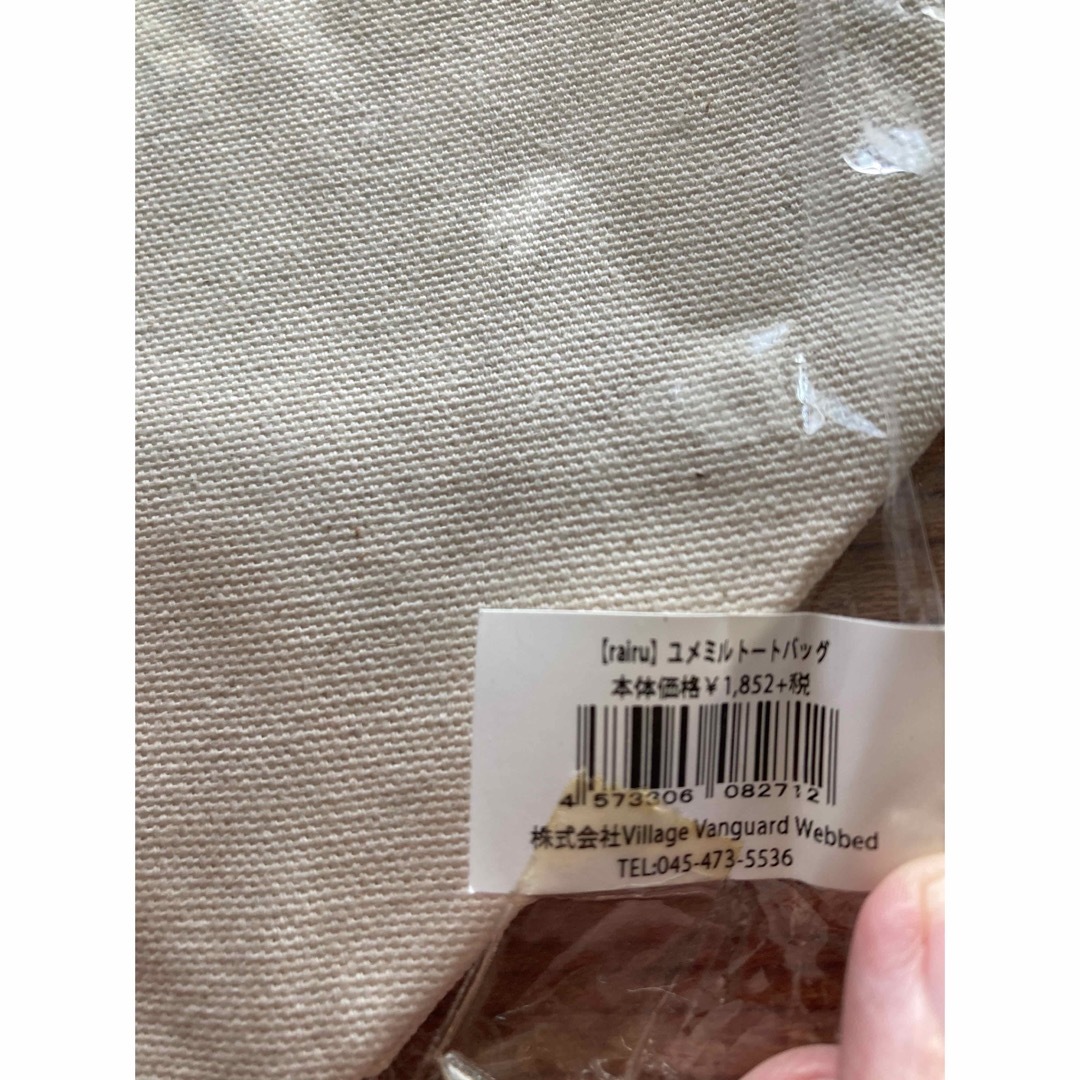 【rairu】ユメミルトートバッグ
本体価格￥1,852+税
4 573306 082712
株式会社Village Vanguard Webbed
TEL:045-473-5536